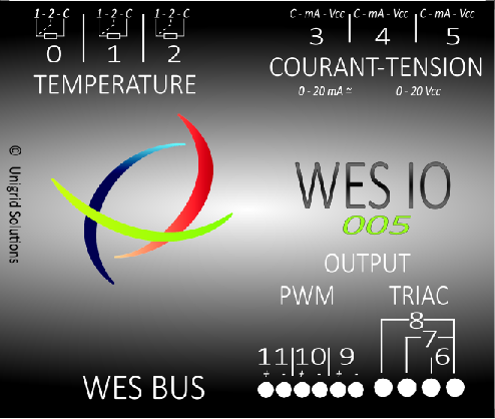 1 - 2 - C 1 - 2 - C 1 - 2 - C
0 1 2
TEMPERATURE
C - mA - Vcc C - mA - Vcc C - mA - Vcc
3 4 5
COURANT-TENSION
0 - 20 mA ~ 0 - 20 Vcc
© Unigrid Solutions
WES IO
005
OUTPUT
PWM TRIAC
8
7
6
11 10 9
+ - + - + -
WES BUS